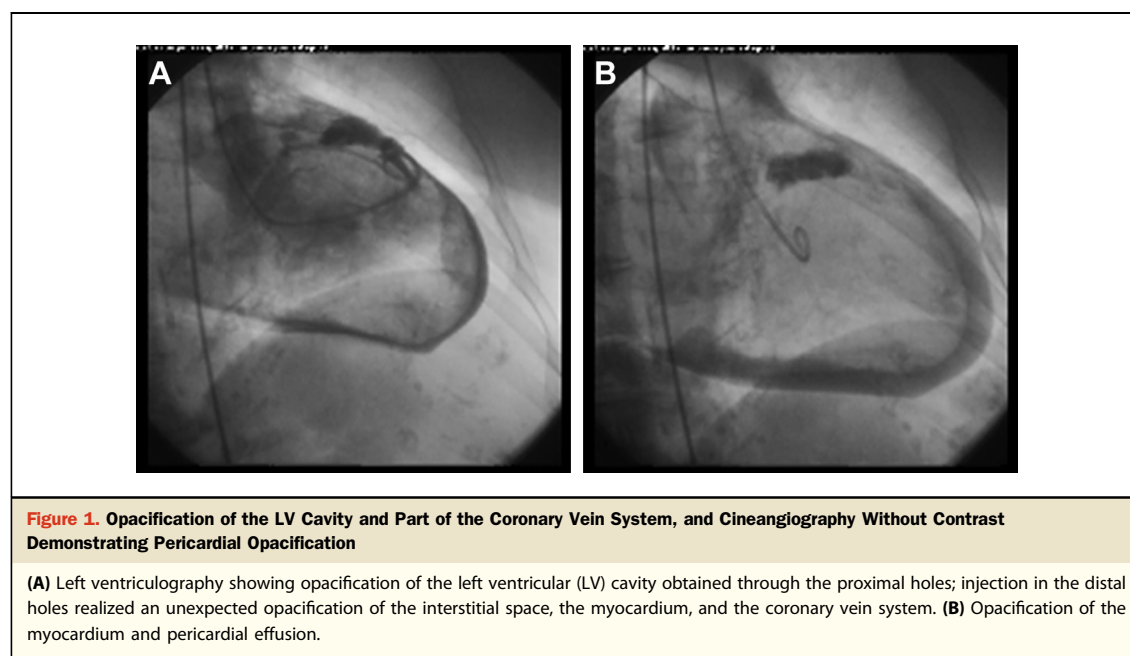 A
B
Figure 1. Opacification of the LV Cavity and Part of the Coronary Vein System, and Cineangiography Without Contrast
Demonstrating Pericardial Opacification
(A) Left ventriculography showing opacification of the left ventricular (LV) cavity obtained through the proximal holes; injection in the distal
holes realized an unexpected opacification of the interstitial space, the myocardium, and the coronary vein system. (B) Opacification of the
myocardium and pericardial effusion.